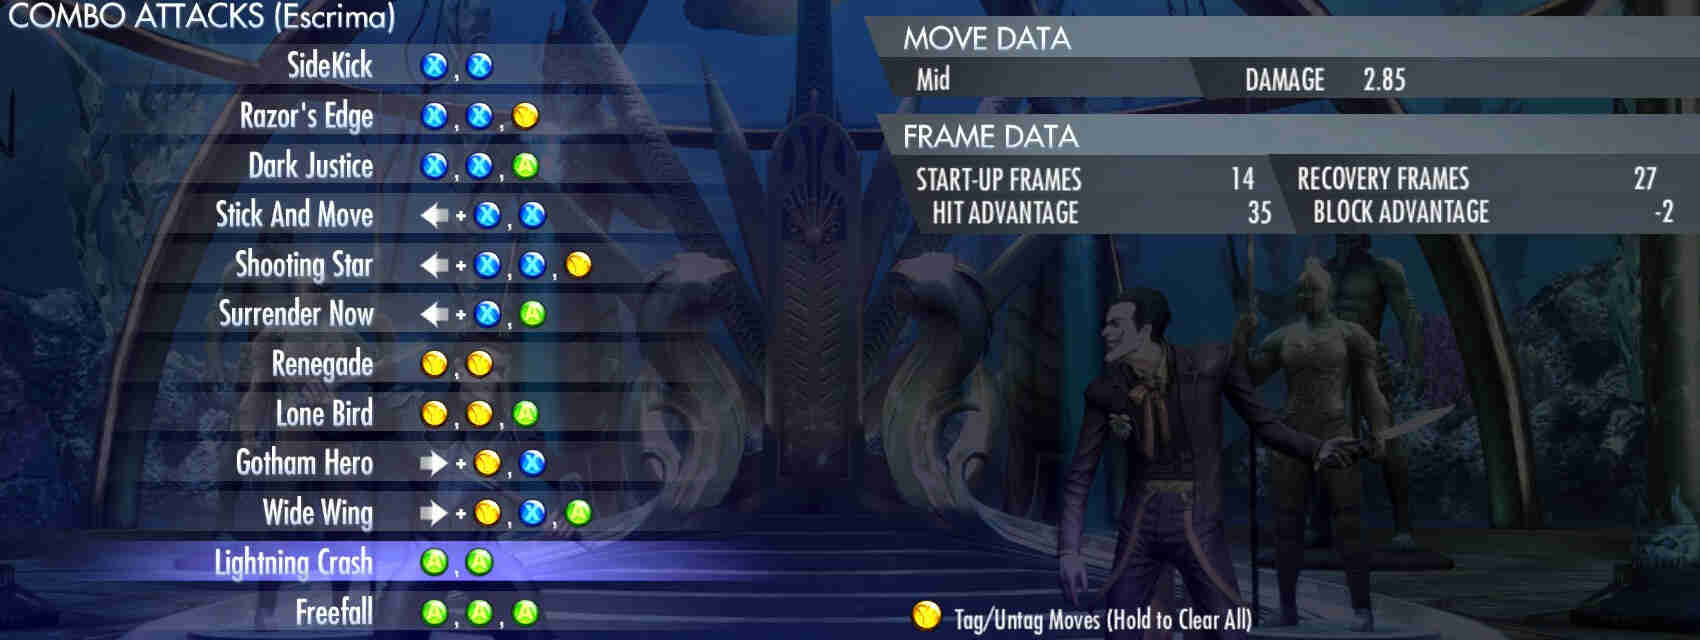 COMBO ATTACKS (Escrima)
SideKick X , X
Razor's Edge X , X , Y
Dark Justice X , X , A
Stick And Move + X , X
Shooting Star + X , X , Y
Surrender Now + X , A
Renegade Y , Y
Lone Bird Y , Y , A
Gotham Hero + Y , X
Wide Wing + Y , X , A
Lightning Crash A , A
Freefall A , A , A
MOVE DATA
Mid DAMAGE 2.85
FRAME DATA
START-UP FRAMES 14 RECOVERY FRAMES 27
HIT ADVANTAGE 35 BLOCK ADVANTAGE -2
Y Tag/Untag Moves (Hold to Clear All)